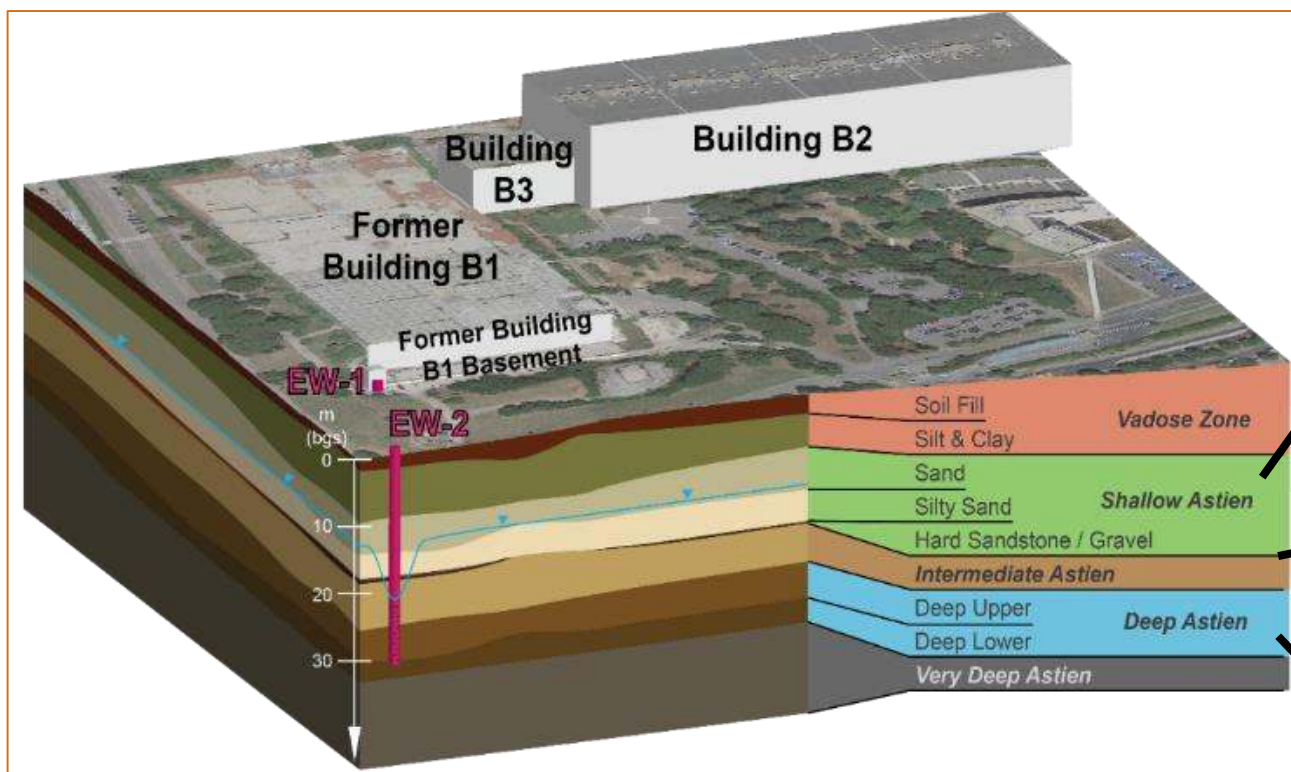 Building B2
Building
B3
Former
Building B1
Former Building
B1 Basement
EW-1
EW-2
m
(bgs)
0
10
20
30
Soil Fill
Silt & Clay
Vadose Zone
Sand
Silty Sand
Hard Sandstone / Gravel
Shallow Astien
Intermediate Astien
Deep Upper
Deep Lower
Deep Astien
Very Deep Astien